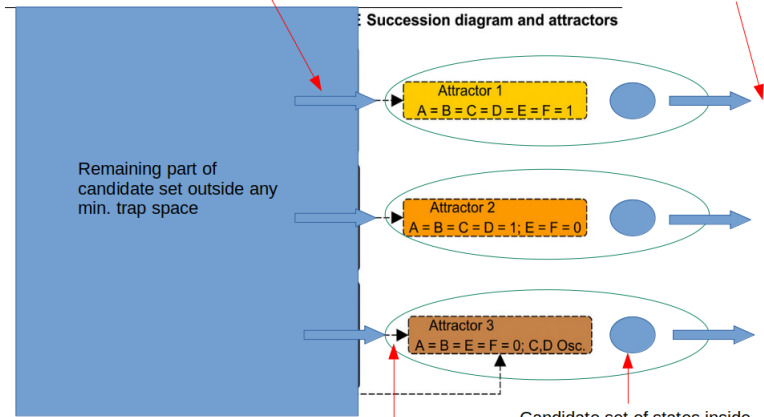 E Succession diagram and attractors
Attractor 1
A = B = C = D = E = F = 1
Remaining part of
candidate set outside any
min. trap space
Attractor 2
A = B = C = D = 1; E = F = 0
Attractor 3
A = B = E = F = 0; C,D Osc.
Candidate set of states inside